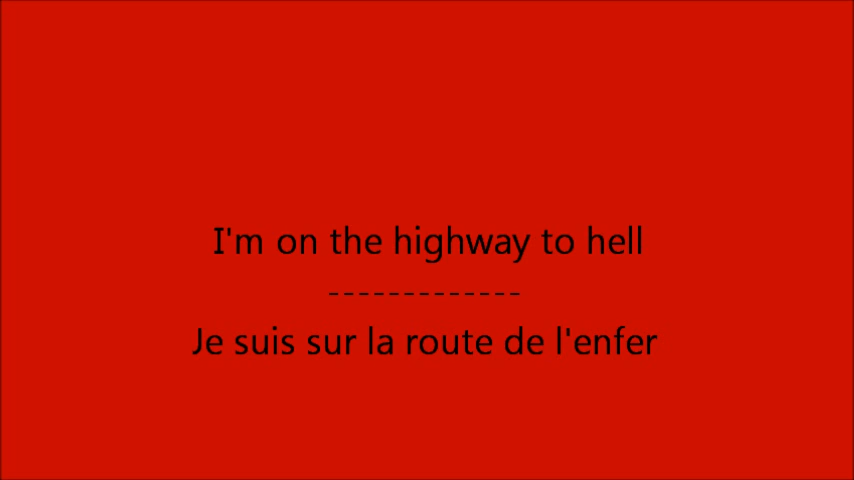 I'm on the highway to hell
-------------
Je suis sur la route de l'enfer